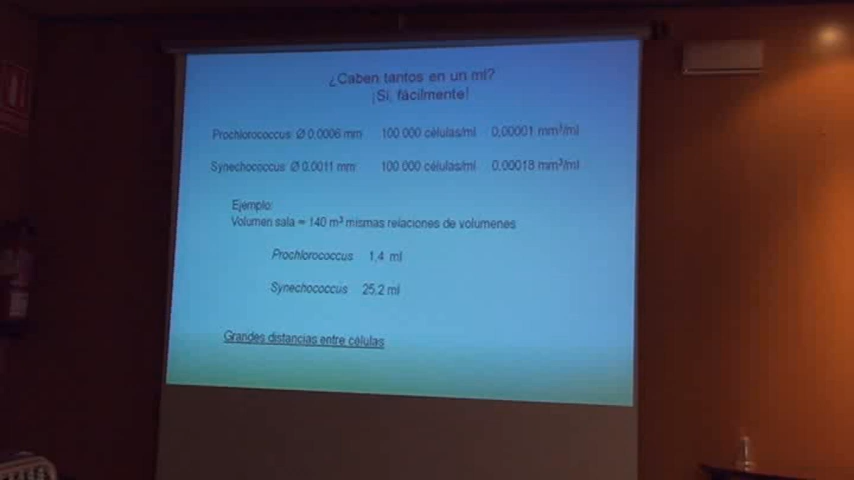 ¿Caben tantos en un ml?
¡Sí, fácilmente!
Prochlorococcus Ø 0,0006 mm 100 000 células/ml 0,00001 mm³/ml
Synechococcus Ø 0,0011 mm 100 000 células/ml 0,00018 mm³/ml
Ejemplo:
Volumen sala = 140 m³ mismas relaciones de volumenes
Prochlorococcus 1,4 ml
Synechococcus 25,2 ml
Grandes distancias entre células